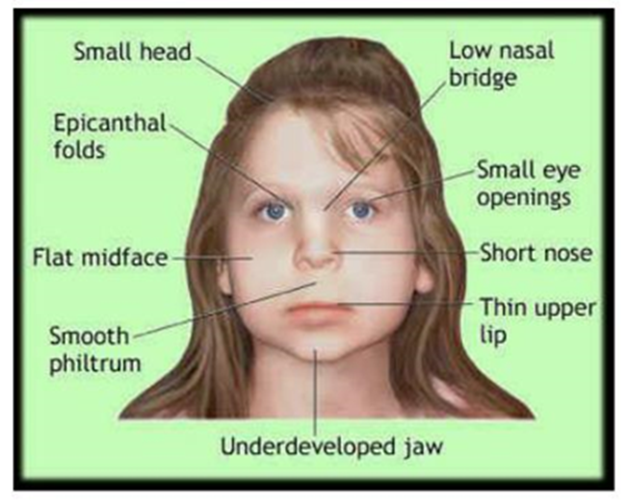 Small head
Low nasal
bridge
Epicanthal
folds
Small eye
openings
Flat midface
Short nose
Thin upper
lip
Smooth
philtrum
Underdeveloped jaw